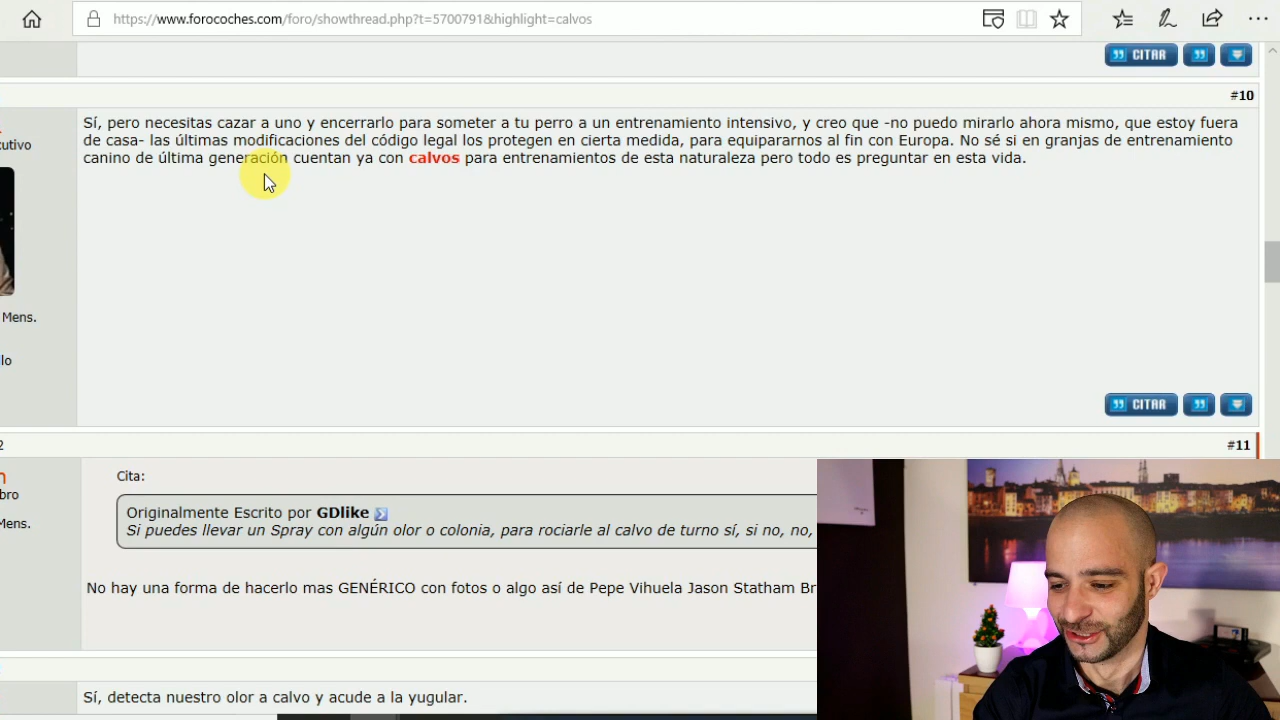 https://www.forocoches.com/foro/showthread.php?t=5700791&highlight=calvos
CITAR
#10
Sí, pero necesitas cazar a uno y encerrarlo para someter a tu perro a un entrenamiento intensivo, y creo que -no puedo mirarlo ahora mismo, que estoy fuera
cutivo
de casa- las últimas modificaciones del código legal los protegen en cierta medida, para equipararnos al fin con Europa. No sé si en granjas de entrenamiento
canino de última generación cuentan ya con calvos para entrenamientos de esta naturaleza pero todo es preguntar en esta vida.
Mens.
llo
CITAR
2
#11
n
Cita:
bro
Originalmente Escrito por GDlike
Mens.
Si puedes llevar un Spray con algún olor o colonia, para rociarle al calvo de turno sí, si no, no,
No hay una forma de hacerlo mas GENÉRICO con fotos o algo así de Pepe Vihuela Jason Statham Br
Sí, detecta nuestro olor a calvo y acude a la yugular.